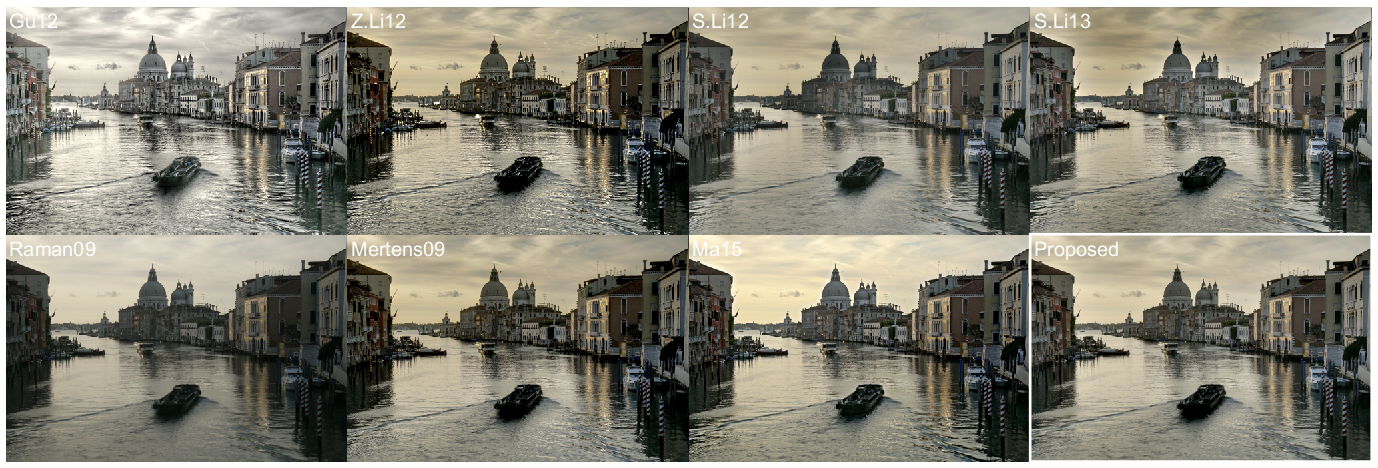 Gu12
Z.Li12
S.Li12
S.Li13
Raman09
Mertens09
Ma15
Proposed